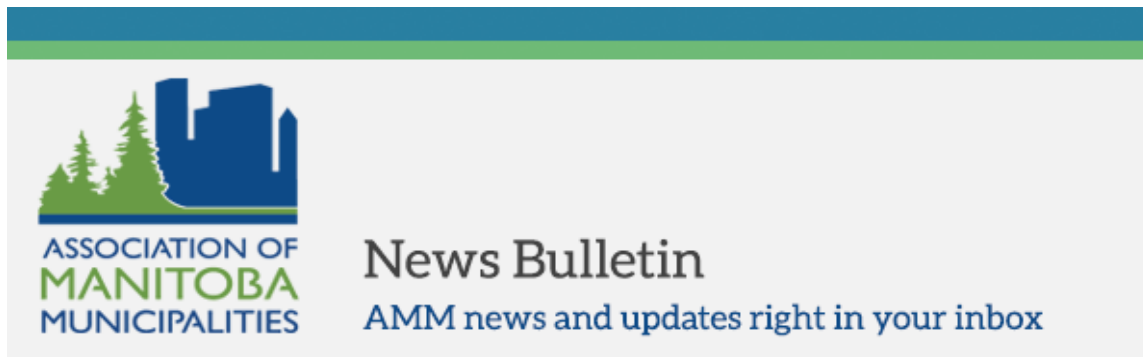 ASSOCIATION OF
MANITOBA
MUNICIPALITIES
News Bulletin
AMM news and updates right in your inbox